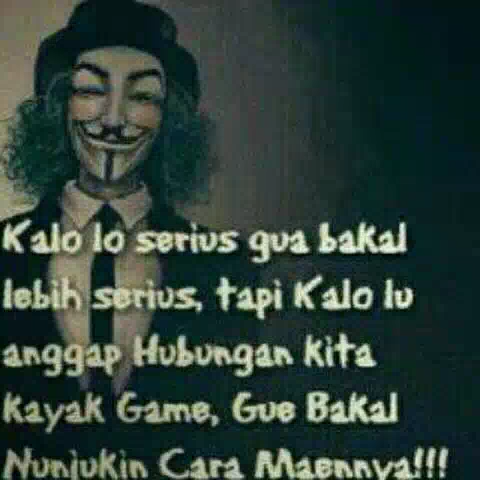 Kalo lo serius gua bakal
lebih serius, tapi Kalo lu
anggap Hubungan Kita
Kayak Game, Gue Bakal
Nunjukin Cara Maennya!!!